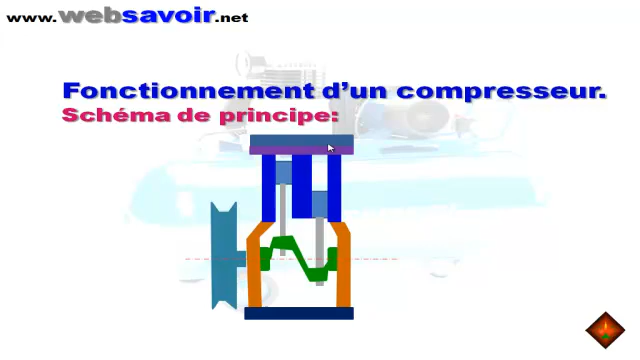 www.websavoir.net
Fonctionnement d’un compresseur.
Schéma de principe: